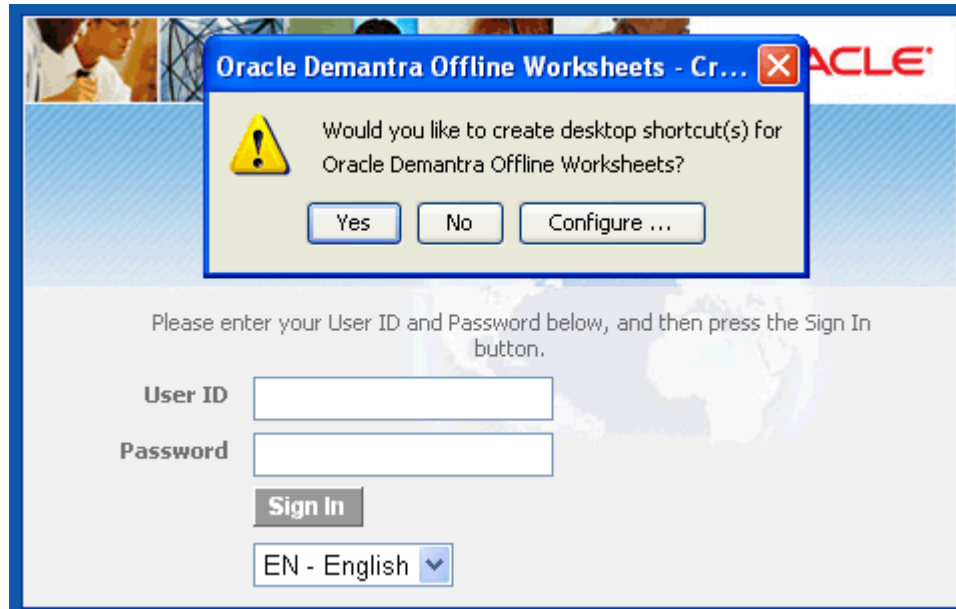 Oracle Demantra Offline Worksheets - Cr...
ACLE
Would you like to create desktop shortcut(s) for
Oracle Demantra Offline Worksheets?
Yes No Configure ...
Please enter your User ID and Password below, and then press the Sign In
button.
User ID
Password
Sign In
EN - English